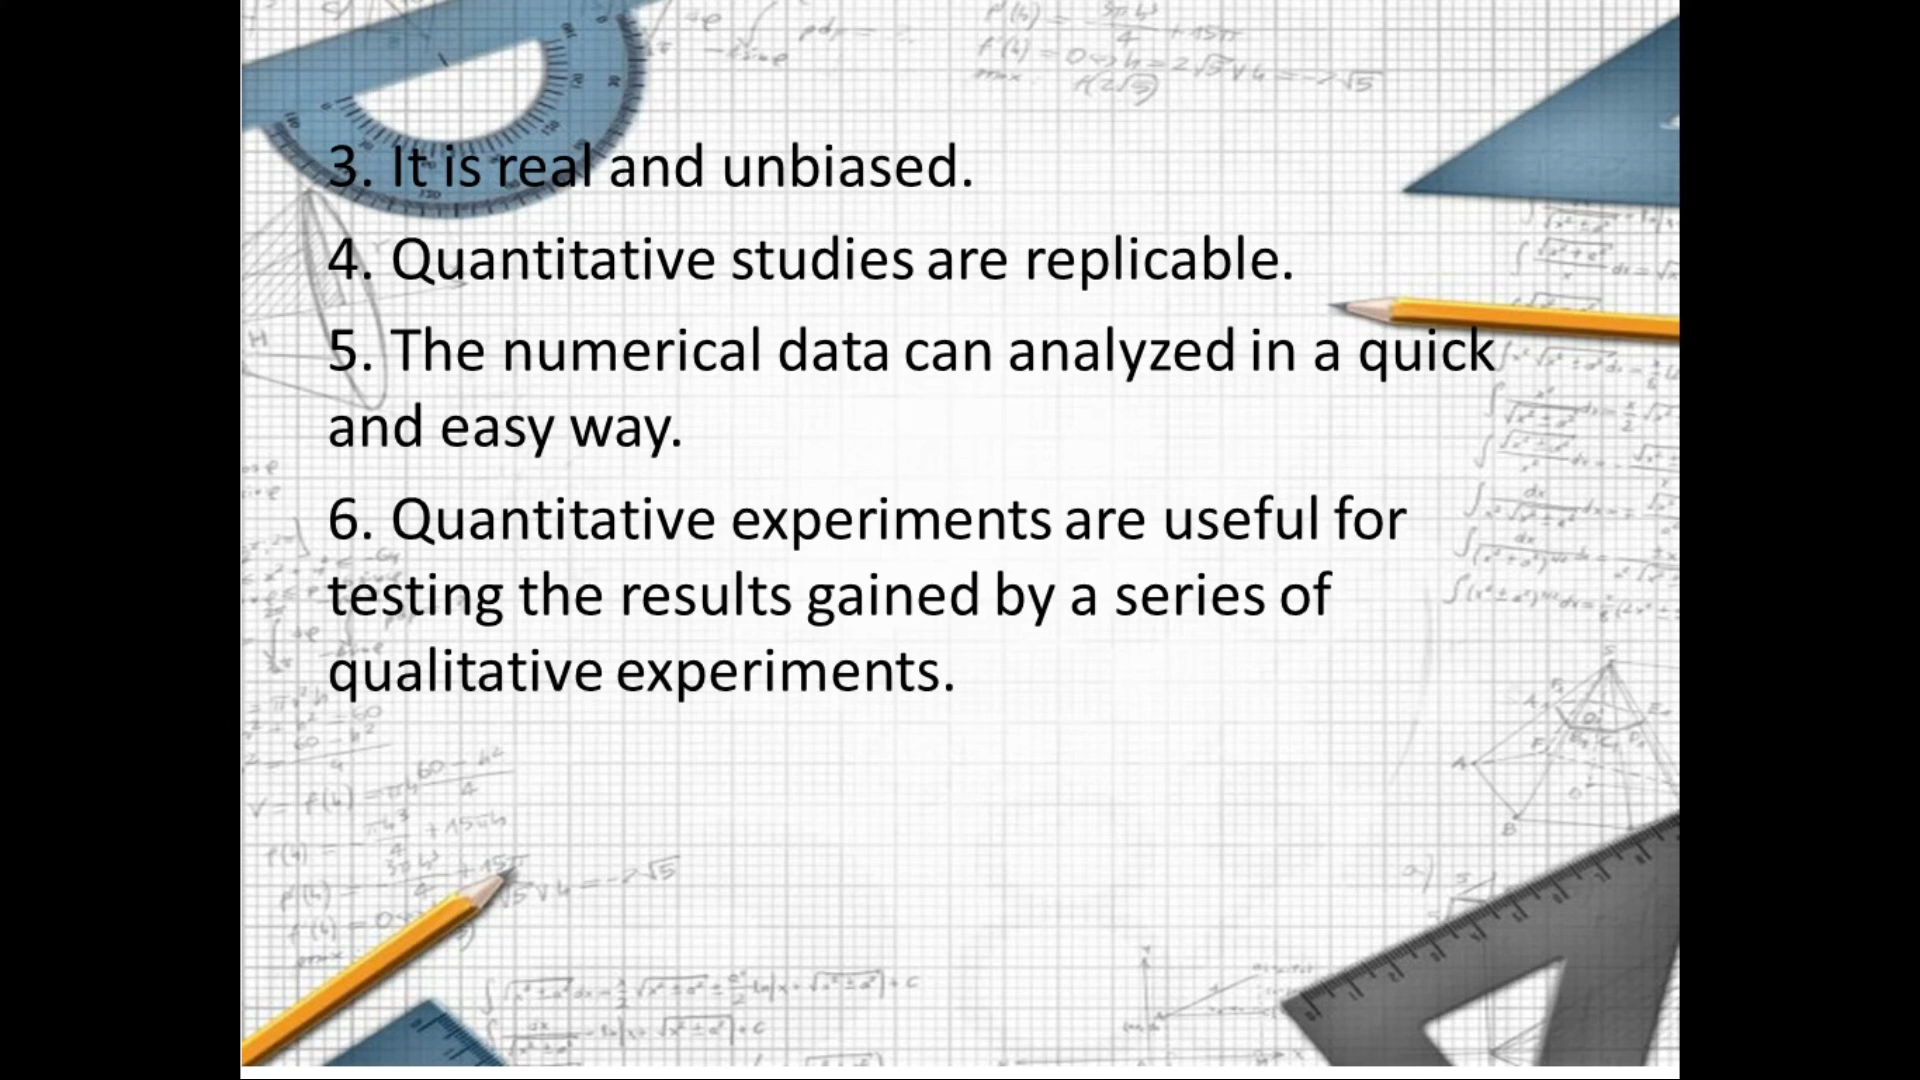 3. It is real and unbiased.
4. Quantitative studies are replicable.
5. The numerical data can analyzed in a quick
and easy way.
6. Quantitative experiments are useful for
testing the results gained by a series of
qualitative experiments.